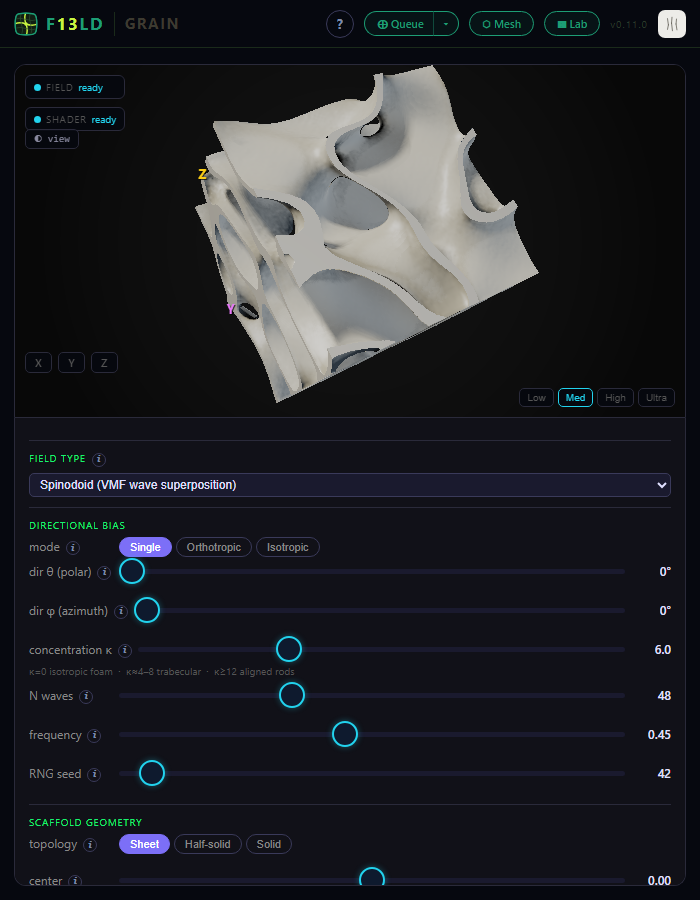 F13LD GRAIN ? Queue Mesh Lab v0.11.0
FIELD ready
SHADER ready
view
Z
Y
X Y Z
Low Med High Ultra
FIELD TYPE i
Spinodoid (VMF wave superposition)
DIRECTIONAL BIAS
mode i Single Orthotropic Isotropic
dir θ (polar) i 0°
dir φ (azimuth) i 0°
concentration κ i 6.0
κ=0 isotropic foam · κ≈4–8 trabecular · κ≥12 aligned rods
N waves i 48
frequency i 0.45
RNG seed i 42
SCAFFOLD GEOMETRY
topology i Sheet Half-solid Solid
center i 0.00